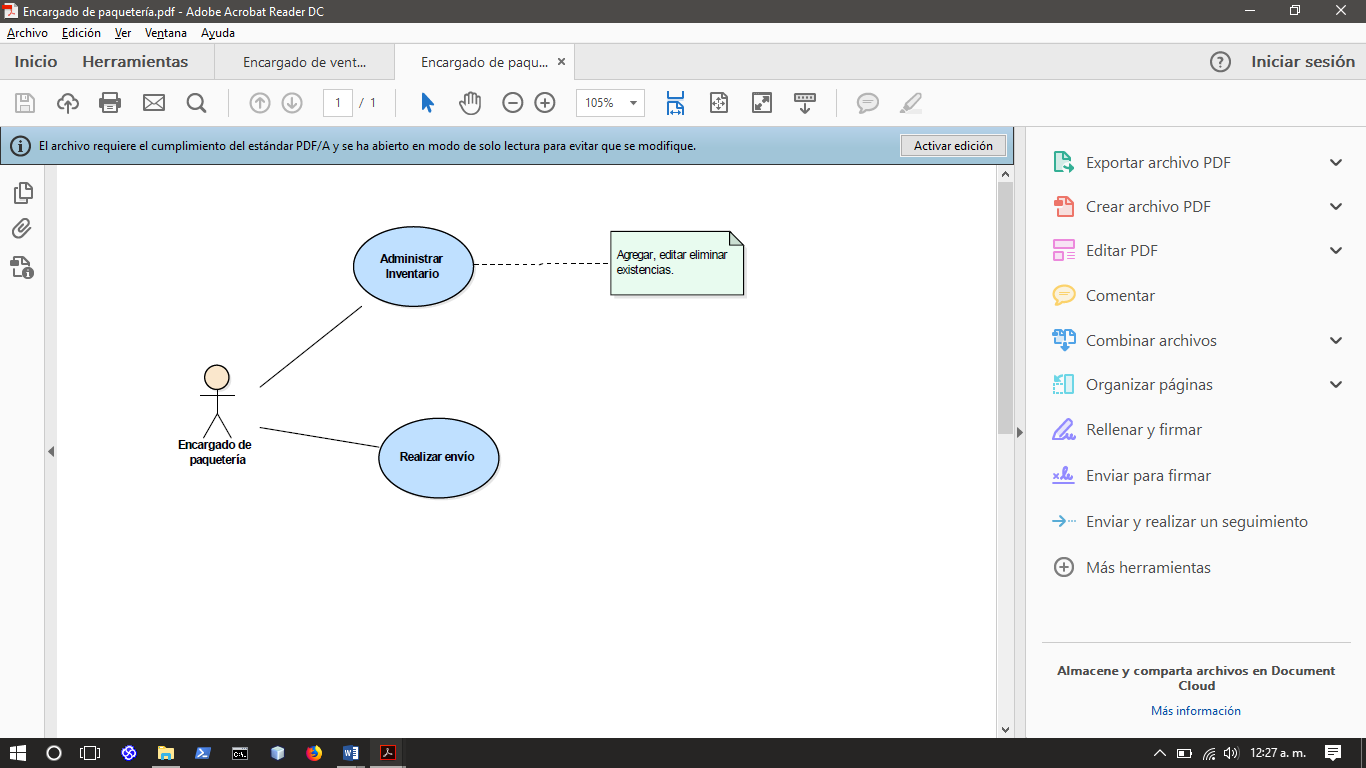 Encargado de paquetería.pdf - Adobe Acrobat Reader DC
Archivo Edición Ver Ventana Ayuda
Inicio Herramientas Encargado de vent... Encargado de paqu... Iniciar sesión
1 / 1 105%
El archivo requiere el cumplimiento del estándar PDF/A y se ha abierto en modo de solo lectura para evitar que se modifique. Activar edición
Administrar
Inventario
Agregar, editar eliminar
existencias.
Encargado de
paquetería
Realizar envío
Exportar archivo PDF
Crear archivo PDF
Editar PDF
Comentar
Combinar archivos
Organizar páginas
Rellenar y firmar
Enviar para firmar
Enviar y realizar un seguimiento
Más herramientas
Almacene y comparta archivos en Document
Cloud
Más información
12:27 a. m.